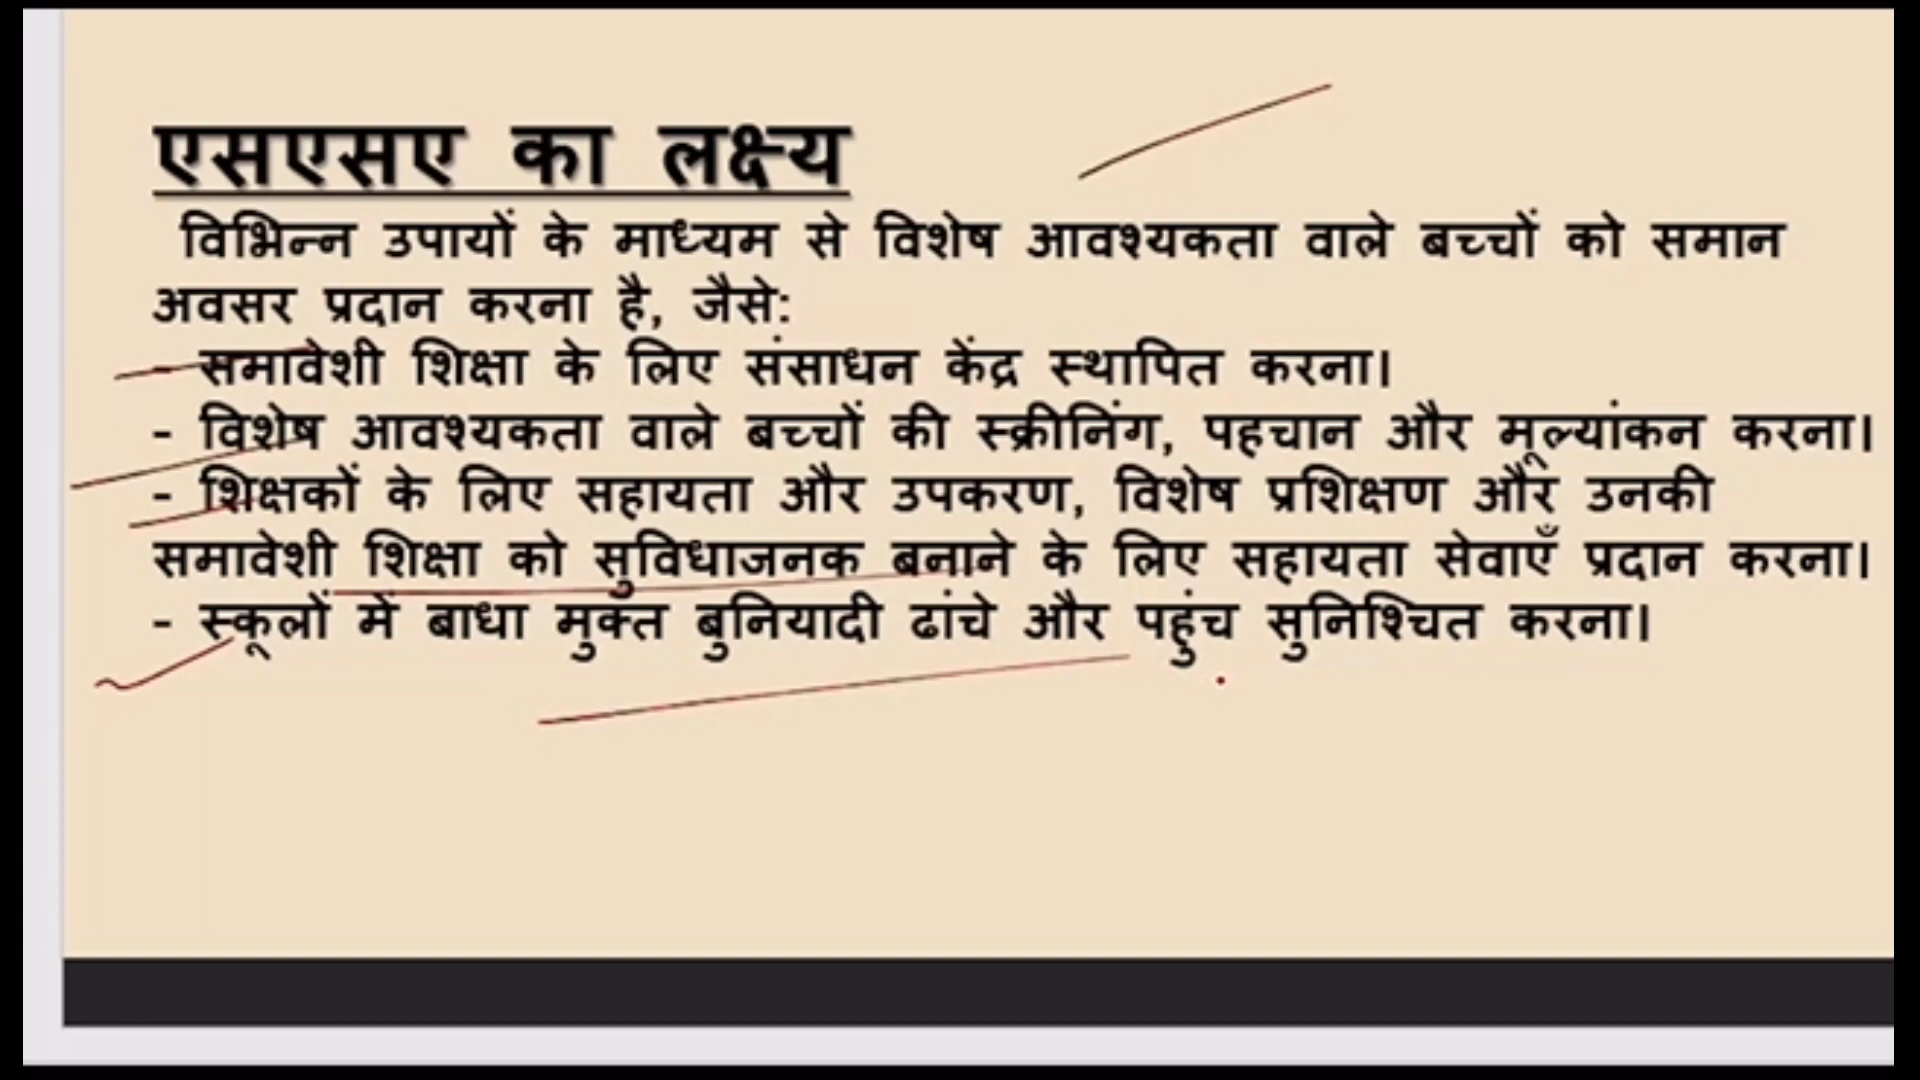 एसएसए का लक्ष्य
विभिन्न उपायों के माध्यम से विशेष आवश्यकता वाले बच्चों को समान
अवसर प्रदान करना है, जैसे:
- समावेशी शिक्षा के लिए संसाधन केंद्र स्थापित करना।
- विशेष आवश्यकता वाले बच्चों की स्क्रीनिंग, पहचान और मूल्यांकन करना।
- शिक्षकों के लिए सहायता और उपकरण, विशेष प्रशिक्षण और उनकी
समावेशी शिक्षा को सुविधाजनक बनाने के लिए सहायता सेवाएँ प्रदान करना।
- स्कूलों में बाधा मुक्त बुनियादी ढांचे और पहुंच सुनिश्चित करना।